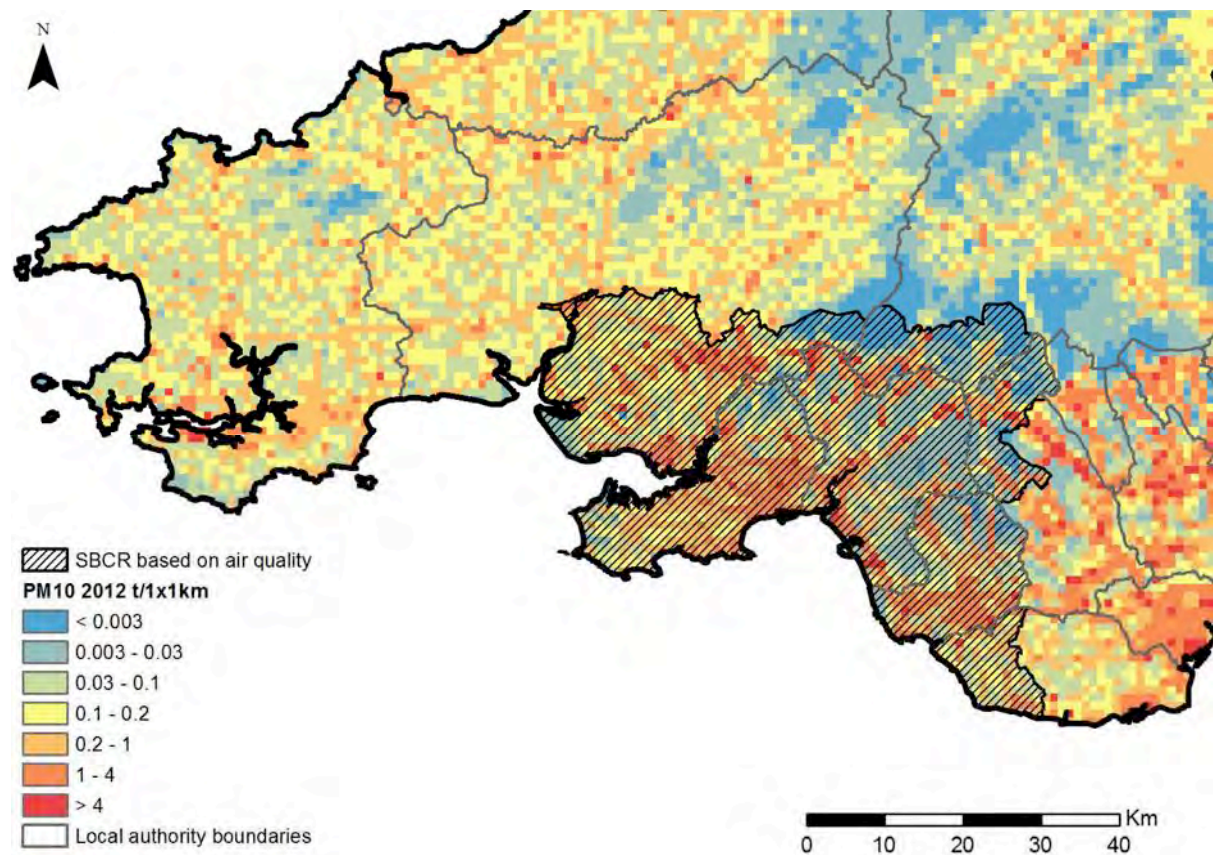 N
SBCR based on air quality
PM10 2012 t/1x1km
< 0.003
0.003 - 0.03
0.03 - 0.1
0.1 - 0.2
0.2 - 1
1 - 4
> 4
Local authority boundaries
Km
0 10 20 30 40